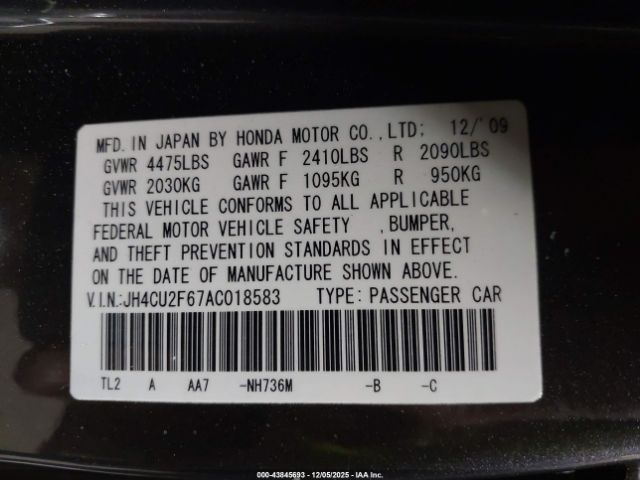 MFD. IN JAPAN BY HONDA MOTOR CO., LTD; 12/'09
GVWR 4475LBS GAWR F 2410LBS R 2090LBS
GVWR 2030KG GAWR F 1095KG R 950KG
THIS VEHICLE CONFORMS TO ALL APPLICABLE
FEDERAL MOTOR VEHICLE SAFETY , BUMPER,
AND THEFT PREVENTION STANDARDS IN EFFECT
ON THE DATE OF MANUFACTURE SHOWN ABOVE.
V.I.N.:JH4CU2F67AC018583 TYPE: PASSENGER CAR
TL2 A AA7 -NH736M -B -C
000-43845693 | 12/05/2025 | IAA Inc.